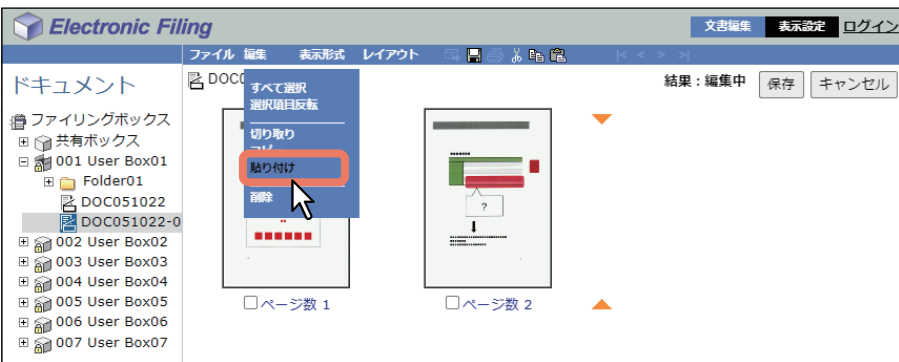 Electronic Filing
文書編集 表示設定 ログイン
ファイル 編集 表示形式 レイアウト |< < > >|
ドキュメント
結果：編集中 保存 キャンセル
ファイリングボックス
共有ボックス
001 User Box01
Folder01
DOC051022
DOC051022-0
002 User Box02
003 User Box03
004 User Box04
005 User Box05
006 User Box06
007 User Box07
DOC
すべて選択
選択項目反転
切り取り
貼り付け
削除
?
ページ数 1
ページ数 2